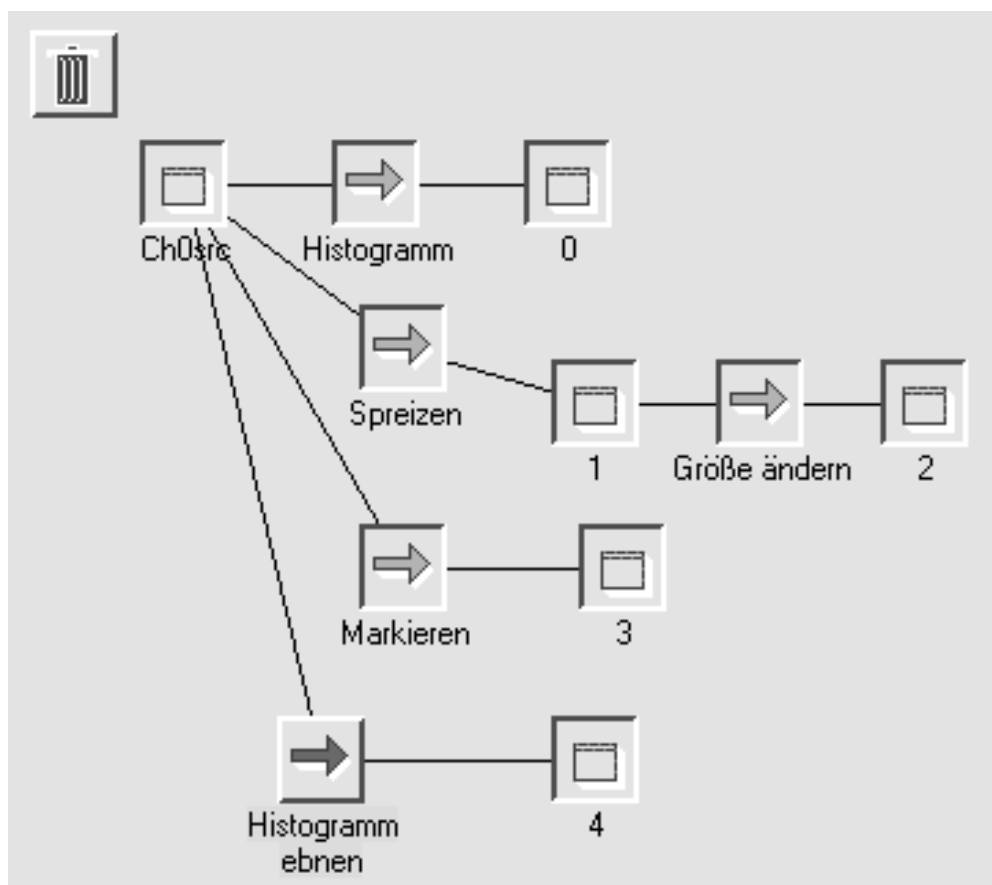 Ch0src
Histogramm
0
Spreizen
1
Größe ändern
2
Markieren
3
Histogramm
ebnen
4